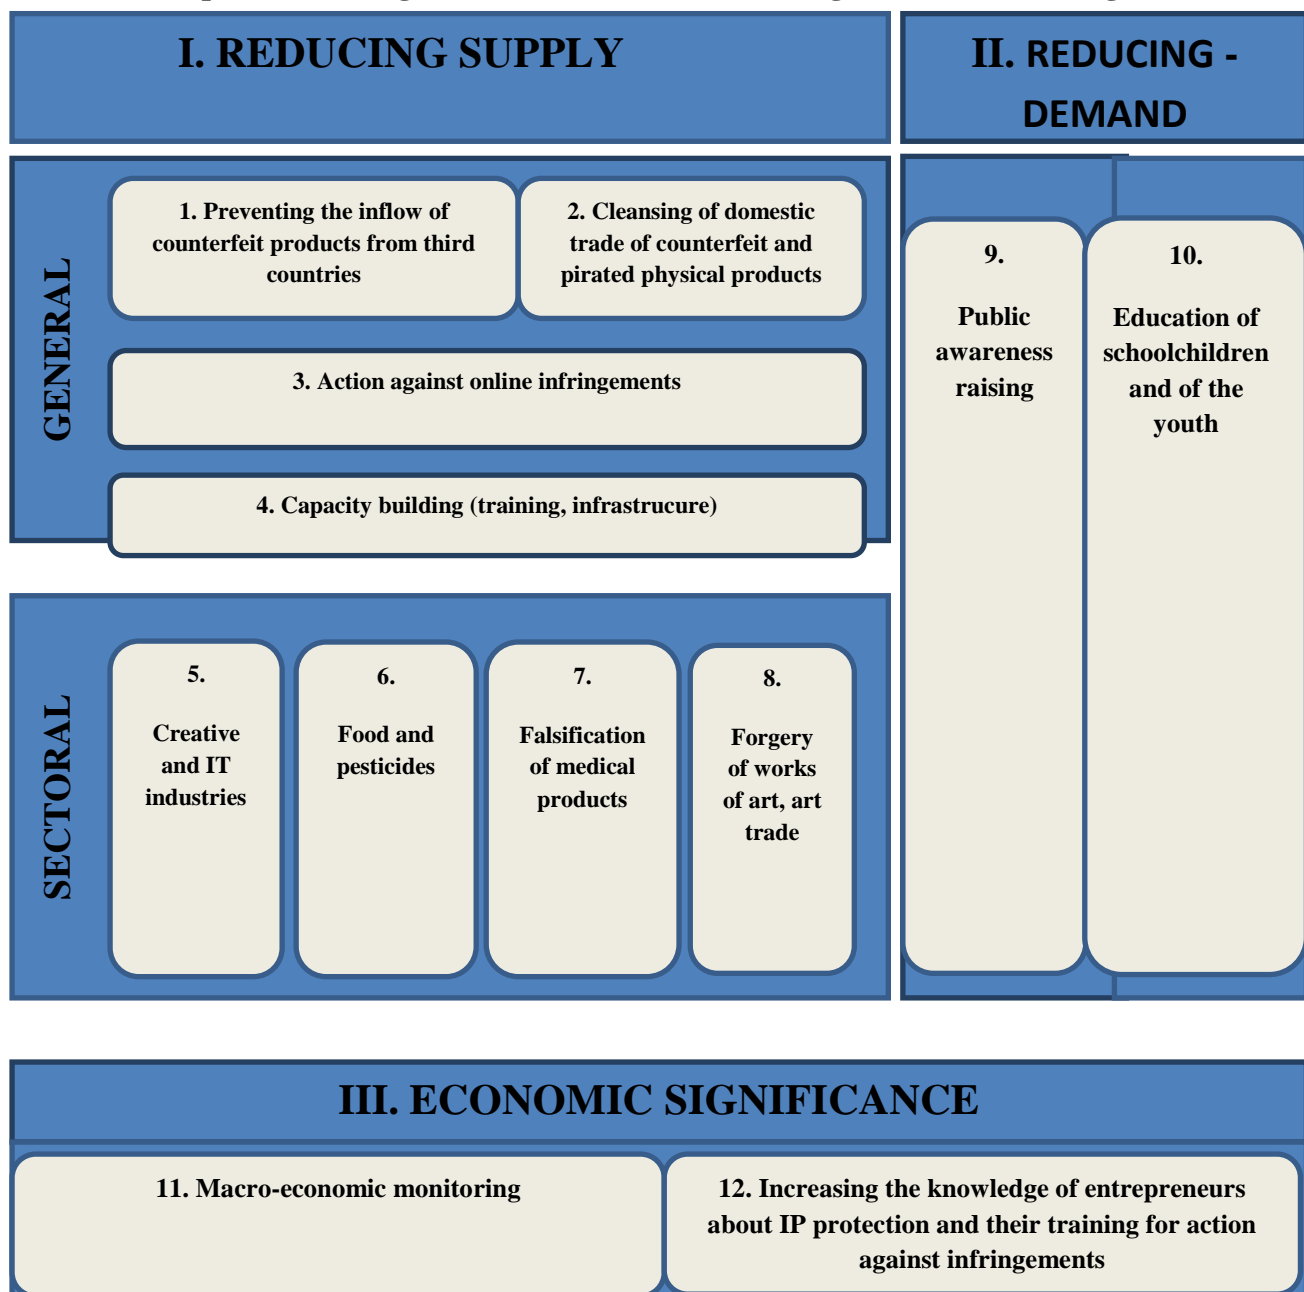 I. REDUCING SUPPLY
II. REDUCING -
DEMAND
GENERAL
1. Preventing the inflow of
counterfeit products from third
countries
2. Cleansing of domestic
trade of counterfeit and
pirated physical products
3. Action against online infringements
4. Capacity building (training, infrastrucure)
9.
Public
awareness
raising
10.
Education of
schoolchildren
and of the
youth
SECTORAL
5.
Creative
and IT
industries
6.
Food and
pesticides
7.
Falsification
of medical
products
8.
Forgery
of works
of art, art
trade
III. ECONOMIC SIGNIFICANCE
11. Macro-economic monitoring
12. Increasing the knowledge of entrepreneurs
about IP protection and their training for action
against infringements